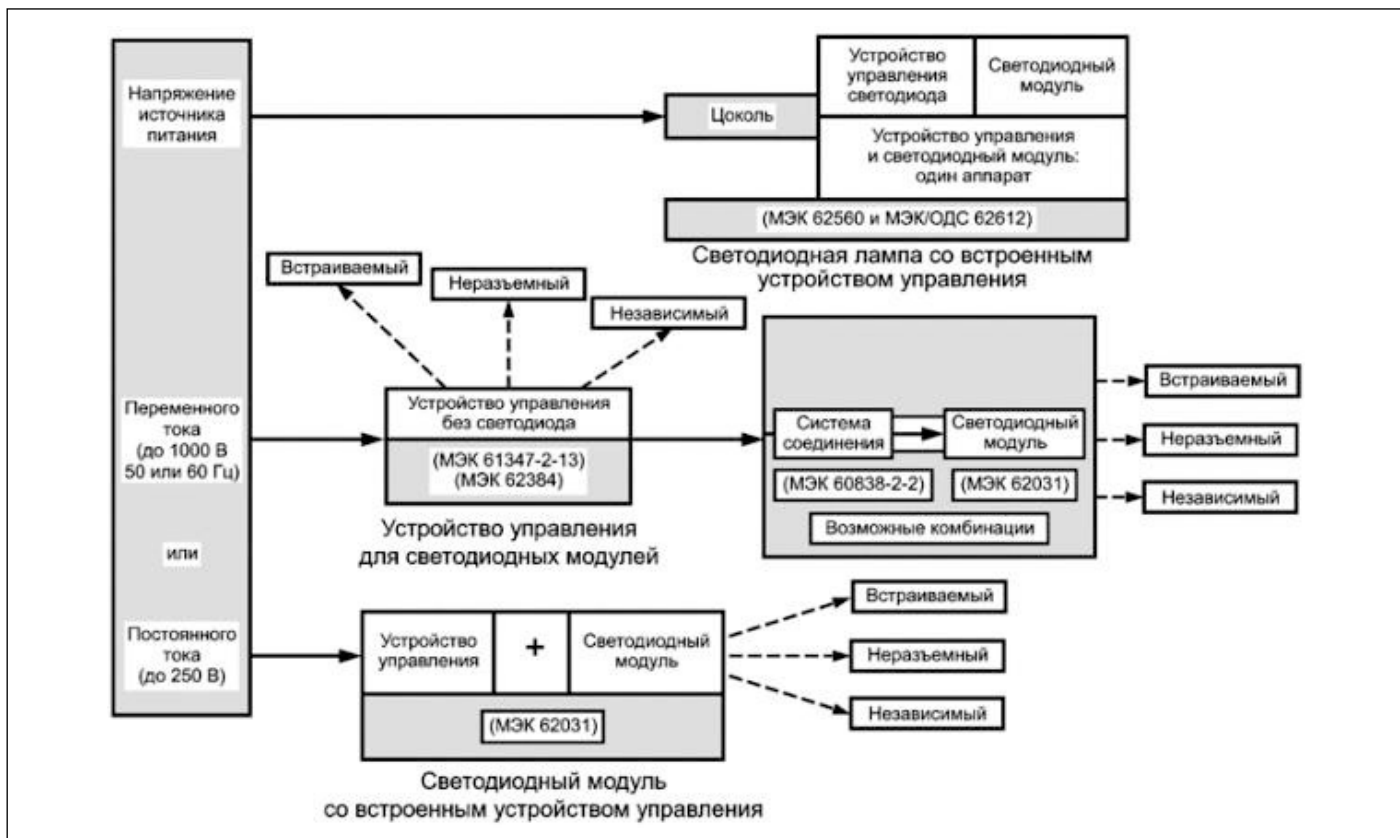 Напряжение
источника
питания
Переменного
тока
(до 1000 В
50 или 60 Гц)
или
Постоянного
тока
(до 250 В)
Цоколь
Устройство
управления
светодиода
Светодиодный
модуль
Устройство управления
и светодиодный модуль:
один аппарат
(МЭК 62560 и МЭК/ОДС 62612)
Светодиодная лампа со встроенным
устройством управления
Встраиваемый
Неразъемный
Независимый
Устройство управления
без светодиода
(МЭК 61347-2-13)
(МЭК 62384)
Устройство управления
для светодиодных модулей
Система
соединения
Светодиодный
модуль
(МЭК 60838-2-2)
(МЭК 62031)
Возможные комбинации
Встраиваемый
Неразъемный
Независимый
Устройство
управления
+
Светодиодный
модуль
(МЭК 62031)
Светодиодный модуль
со встроенным устройством управления
Встраиваемый
Неразъемный
Независимый